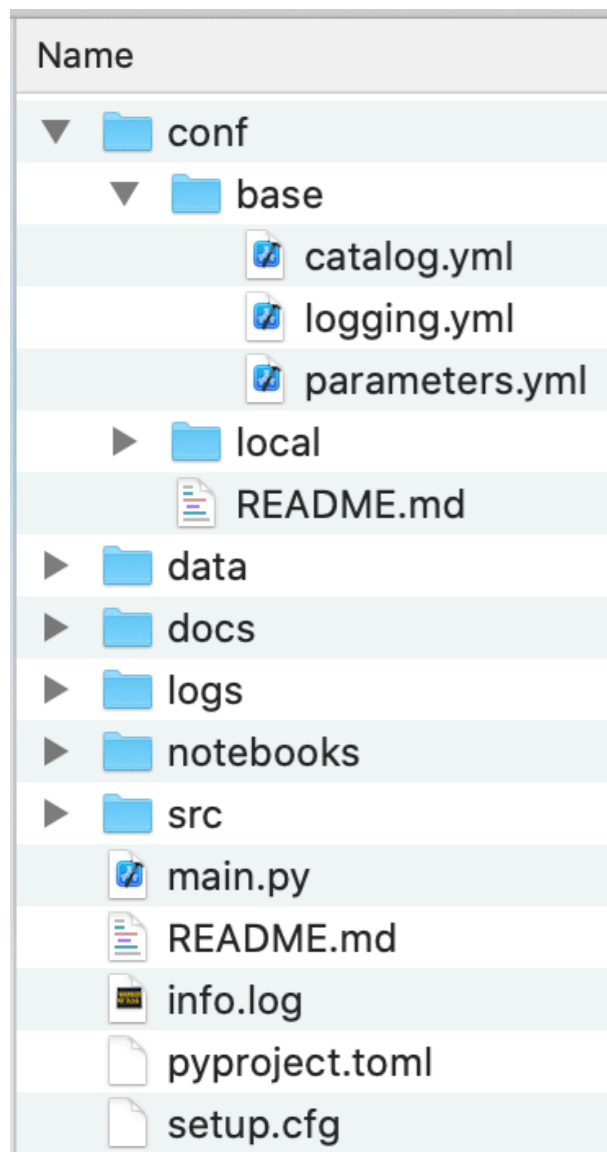 Name
conf
base
catalog.yml
logging.yml
parameters.yml
local
README.md
data
docs
logs
notebooks
src
main.py
README.md
info.log
pyproject.toml
setup.cfg